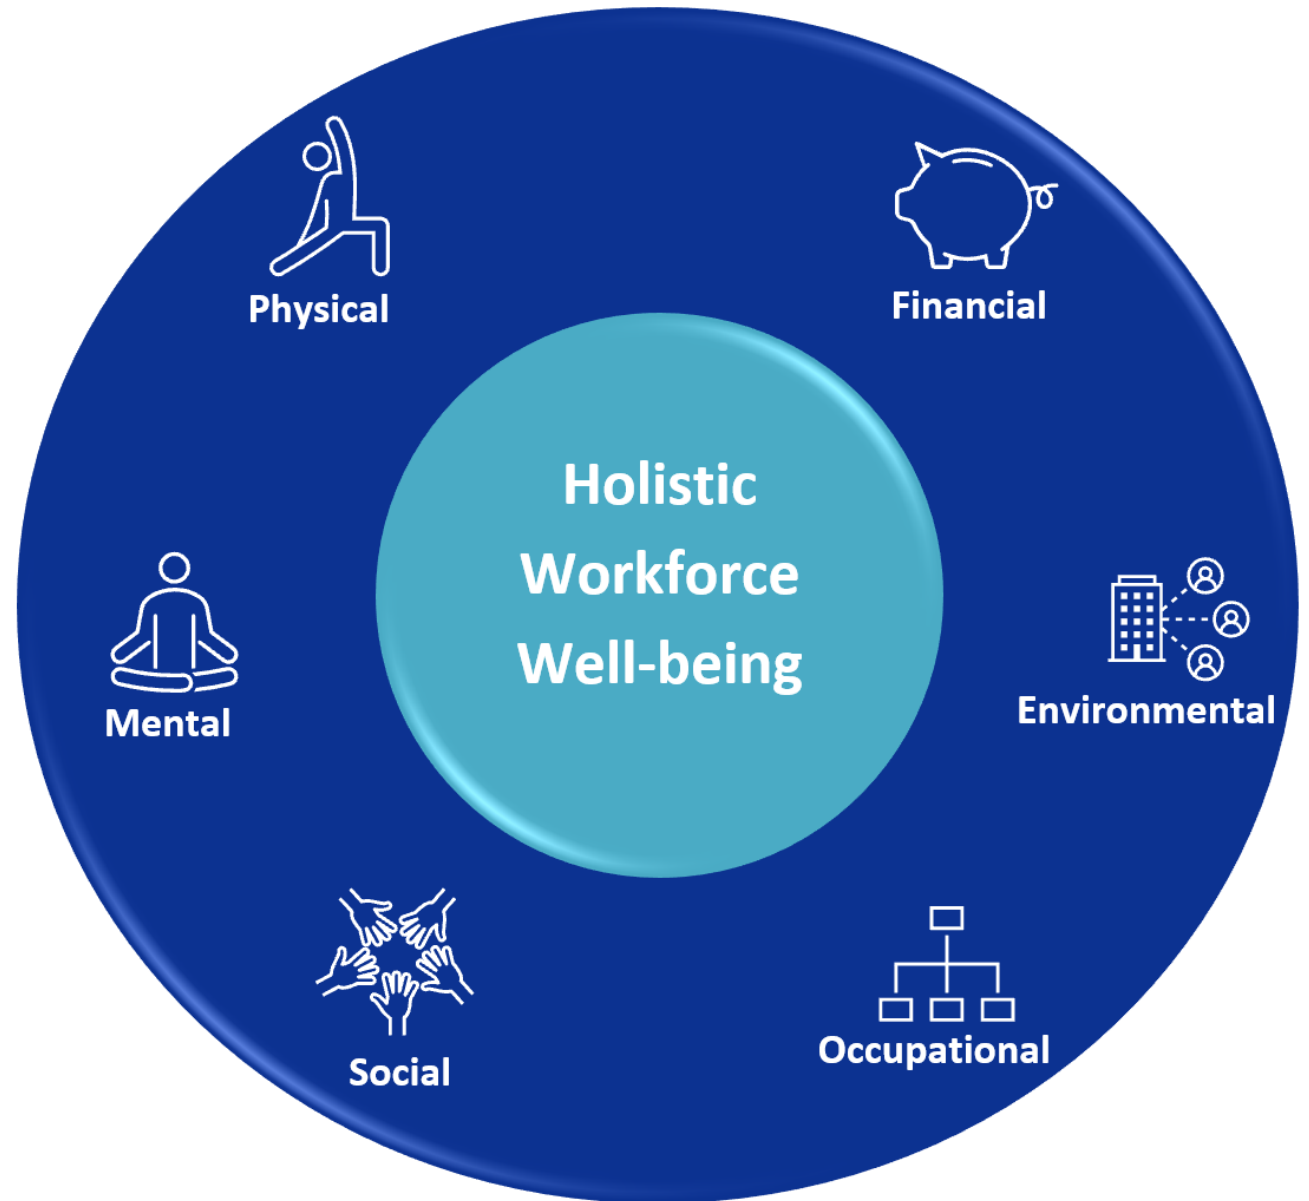 Physical
Financial
Holistic
Workforce
Well-being
Mental
Environmental
Social
Occupational